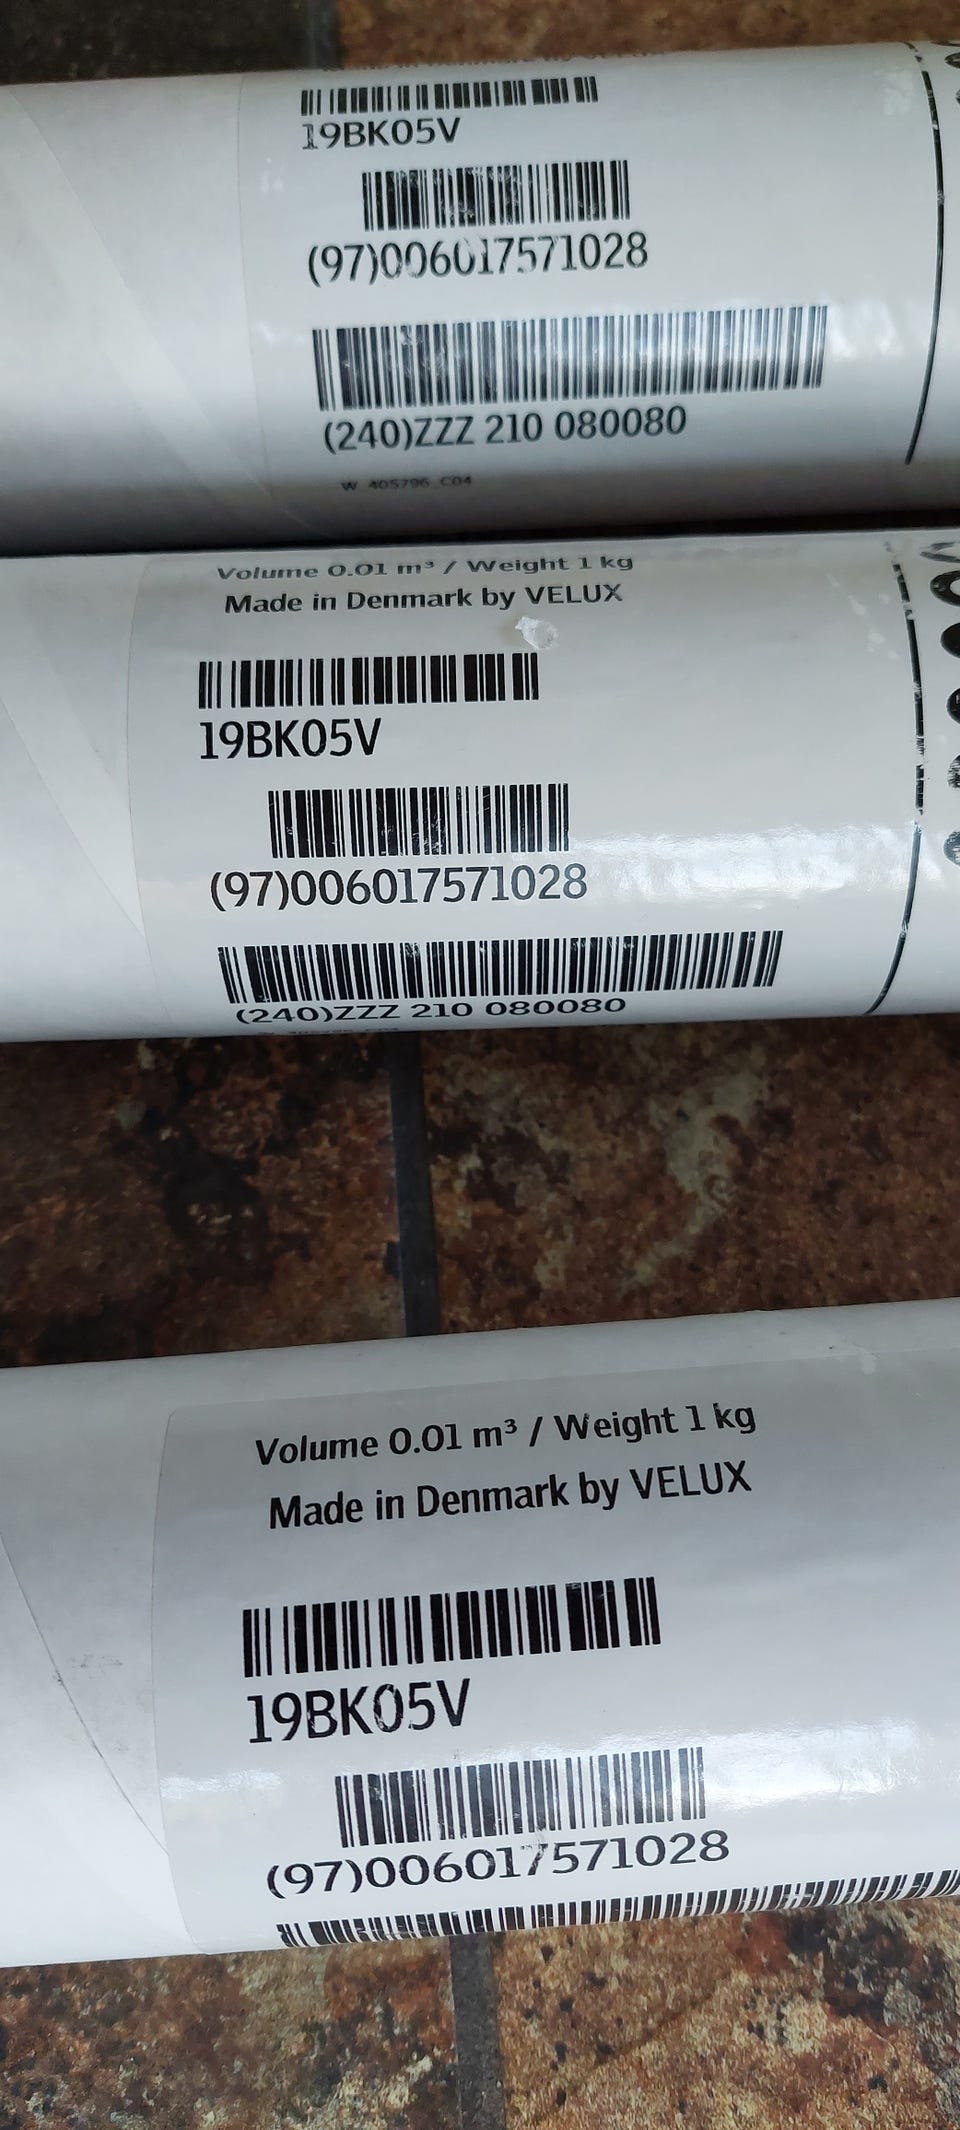 19BK05V
(97)006017571028
(240)ZZZ 210 080080
W 405796 C04
Volume 0.01 m³ / Weight 1 kg
Made in Denmark by VELUX
19BK05V
(97)006017571028
(240)ZZZ 210 080080
Volume 0.01 m³ / Weight 1 kg
Made in Denmark by VELUX
19BK05V
(97)006017571028